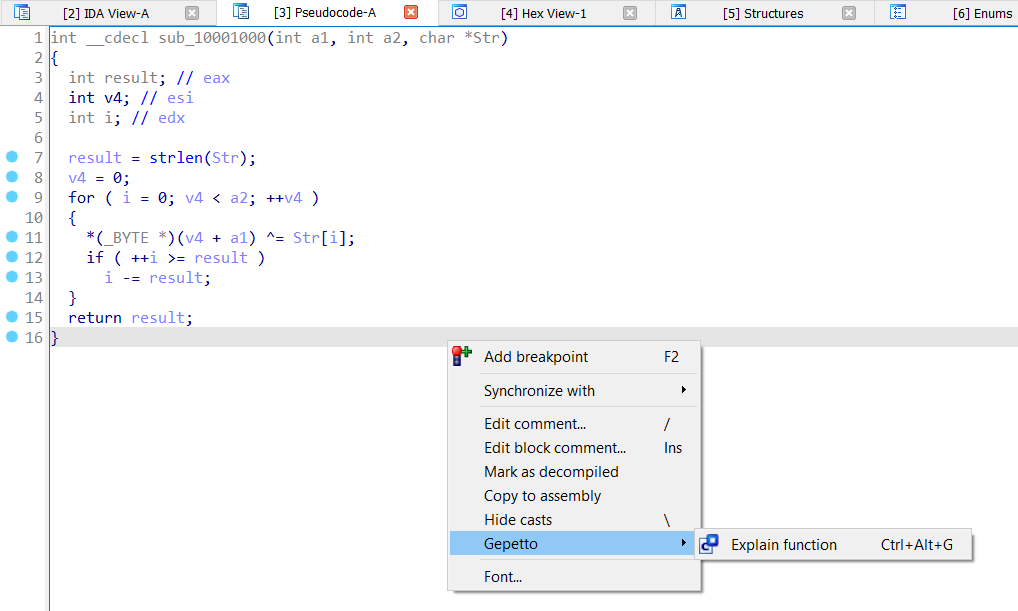 [2] IDA View-A [3] Pseudocode-A [4] Hex View-1 [5] Structures [6] Enums
1 int __cdecl sub_10001000(int a1, int a2, char *Str)
2 {
3   int result; // eax
4   int v4; // esi
5   int i; // edx
6
7   result = strlen(Str);
8   v4 = 0;
9   for ( i = 0; v4 < a2; ++v4 )
10   {
11     *(_BYTE *)(v4 + a1) ^= Str[i];
12     if ( ++i >= result )
13       i -= result;
14   }
15   return result;
16 }
Add breakpoint F2
Synchronize with
Edit comment... /
Edit block comment... Ins
Mark as decompiled
Copy to assembly
Hide casts \
Gepetto
Explain function Ctrl+Alt+G
Font...